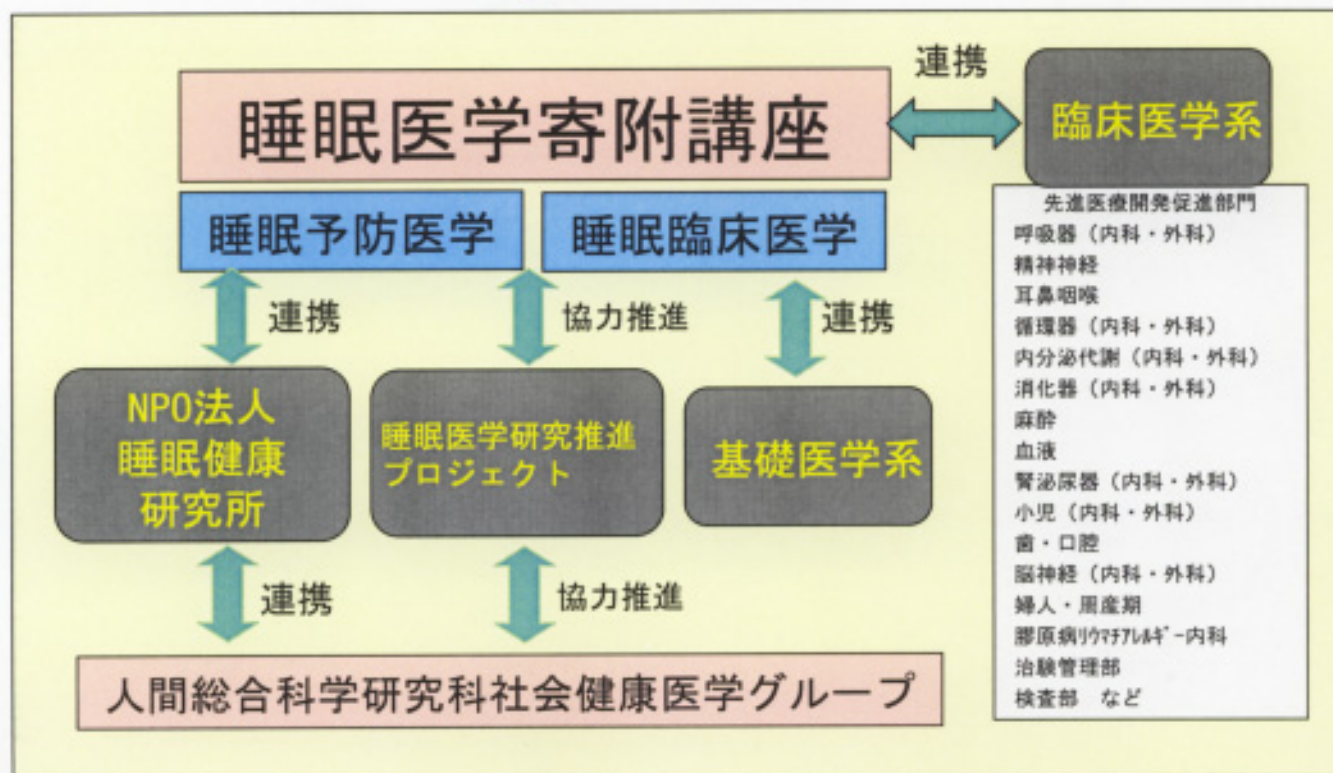 睡眠医学寄附講座
連携
臨床医学系
睡眠予防医学
睡眠臨床医学
連携
協力推進
連携
NPO法人
睡眠健康
研究所
睡眠医学研究推進
プロジェクト
基礎医学系
連携
協力推進
人間総合科学研究科社会健康医学グループ
先進医療開発促進部門
呼吸器（内科・外科）
精神神経
耳鼻咽喉
循環器（内科・外科）
内分泌代謝（内科・外科）
消化器（内科・外科）
麻酔
血液
腎泌尿器（内科・外科）
小児（内科・外科）
歯・口腔
脳神経（内科・外科）
婦人・周産期
膠原病ﾘｳﾏﾁｱﾚﾙｷﾞｰ内科
治験管理部
検査部　など